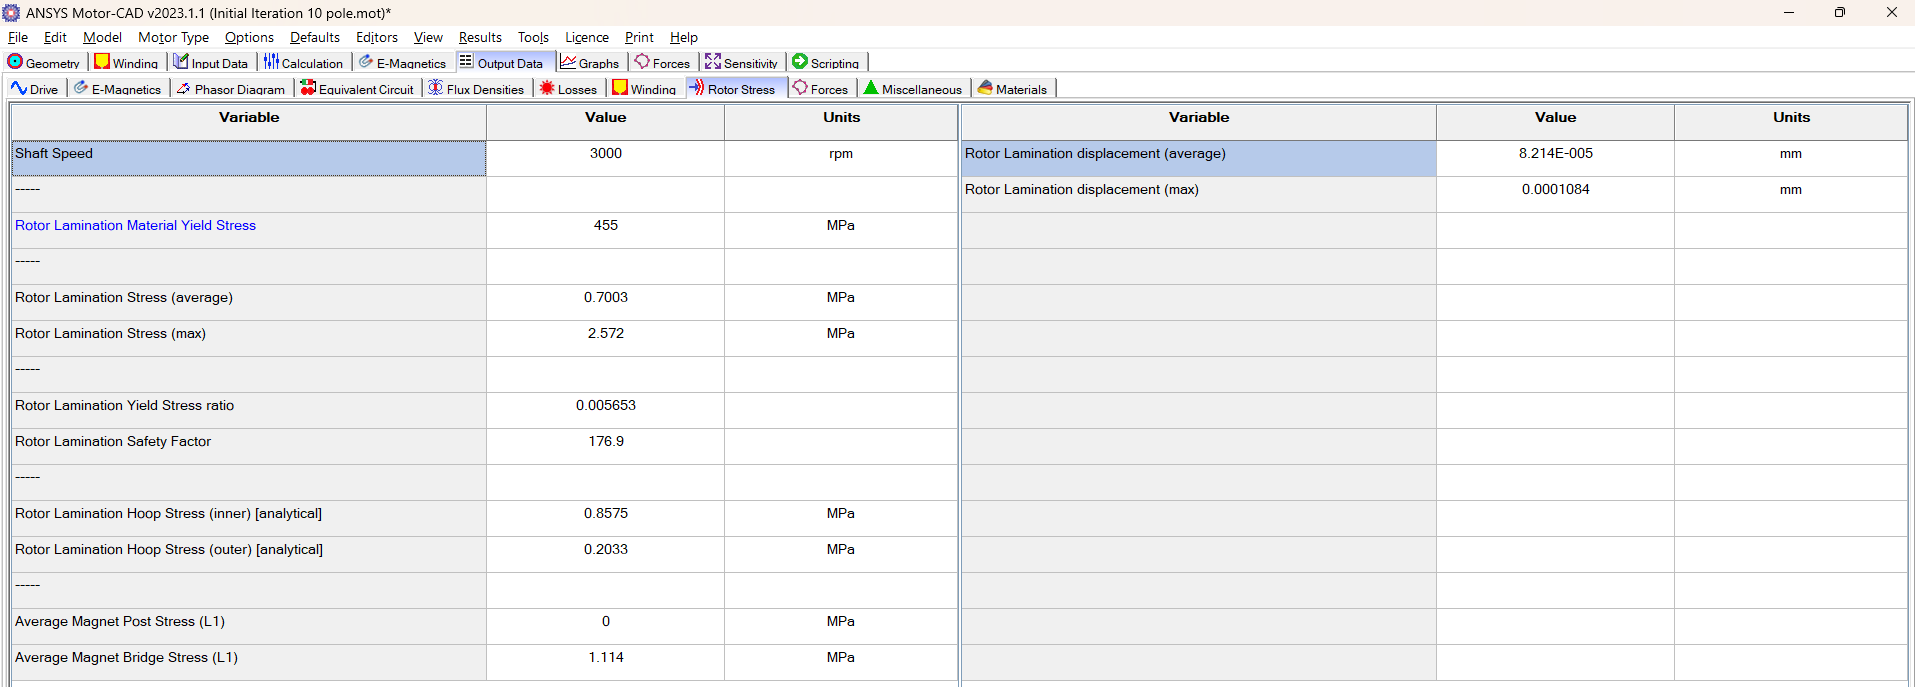 ANSYS Motor-CAD v2023.1.1 (Initial Iteration 10 pole.mot)*
File Edit Model Motor Type Options Defaults Editors View Results Tools Licence Print Help
Geometry Winding Input Data Calculation E-Magnetics Output Data Graphs Forces Sensitivity Scripting
Drive E-Magnetics Phasor Diagram Equivalent Circuit Flux Densities Losses Winding Rotor Stress Forces Miscellaneous Materials
Variable Value Units Variable Value Units
Shaft Speed 3000 rpm Rotor Lamination displacement (average) 8.214E-005 mm
----- Rotor Lamination displacement (max) 0.0001084 mm
Rotor Lamination Material Yield Stress 455 MPa
-----
Rotor Lamination Stress (average) 0.7003 MPa
Rotor Lamination Stress (max) 2.572 MPa
-----
Rotor Lamination Yield Stress ratio 0.005653
Rotor Lamination Safety Factor 176.9
-----
Rotor Lamination Hoop Stress (inner) [analytical] 0.8575 MPa
Rotor Lamination Hoop Stress (outer) [analytical] 0.2033 MPa
-----
Average Magnet Post Stress (L1) 0 MPa
Average Magnet Bridge Stress (L1) 1.114 MPa